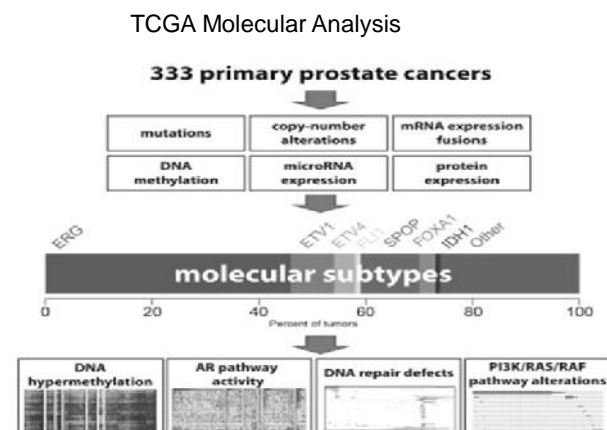 TCGA Molecular Analysis
333 primary prostate cancers
mutations
copy-number
alterations
mRNA expression
fusions
DNA
methylation
microRNA
expression
protein
expression
ERG
ETV1
ETV4
FLI1
SPOP
FOXA1
IDH1
Other
molecular subtypes
0
20
40
60
80
100
Percent of tumors
DNA
hypermethylation
AR pathway
activity
DNA repair defects
PI3K/RAS/RAF
pathway alterations